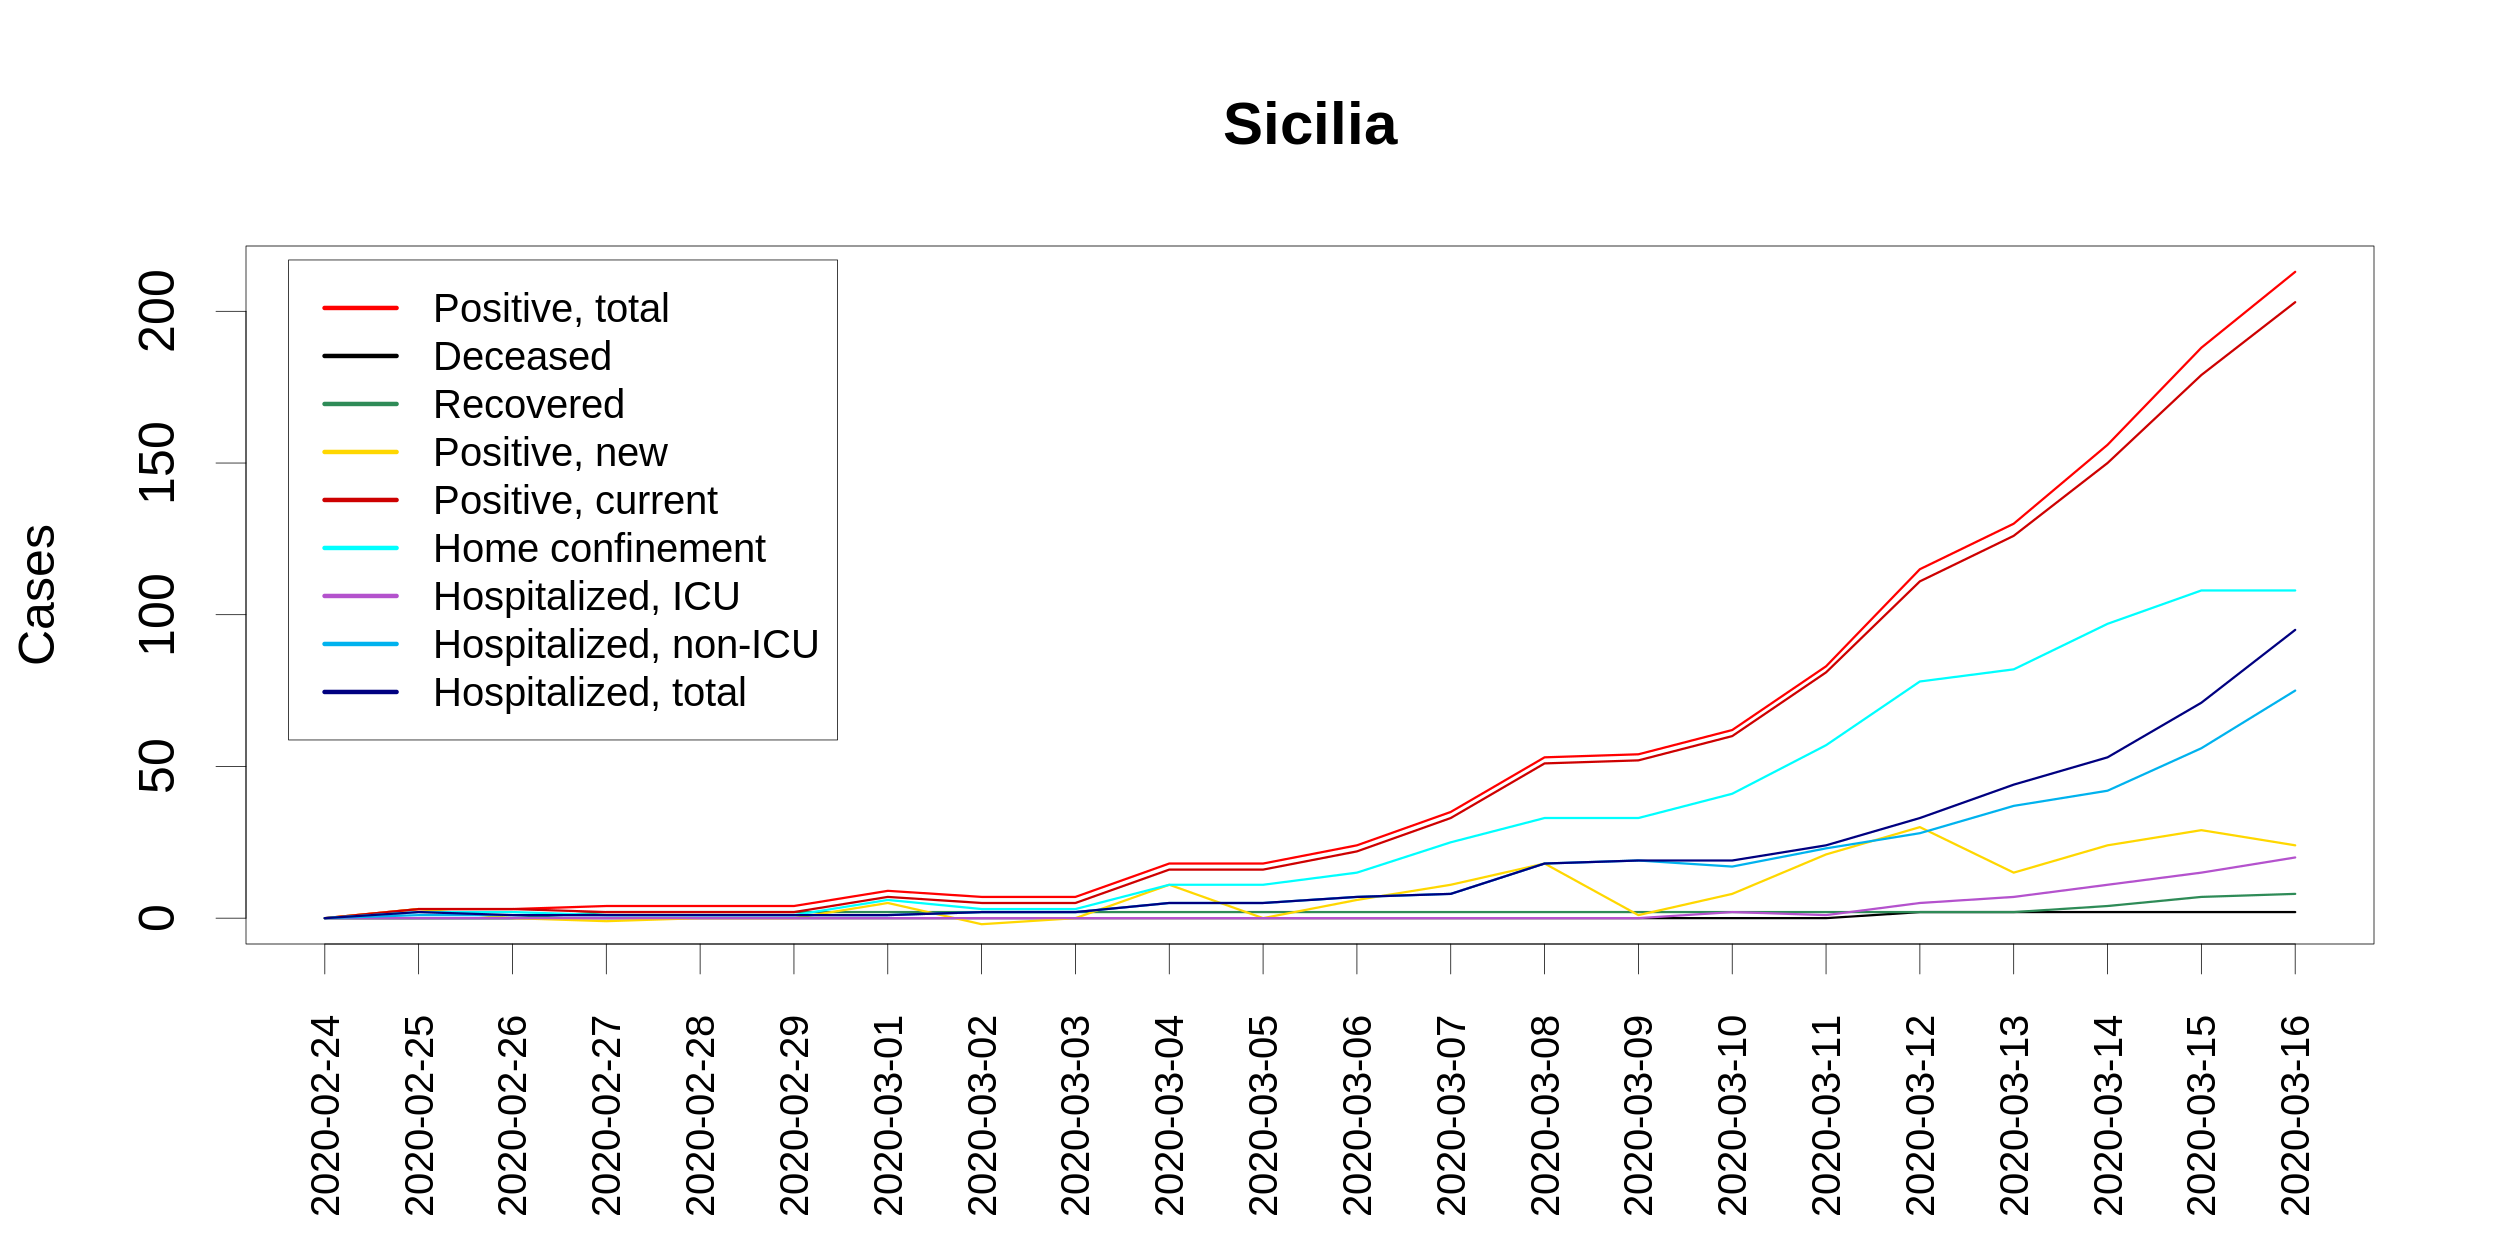 Sicilia
Cases
0
50
100
150
200
Positive, total
Deceased
Recovered
Positive, new
Positive, current
Home confinement
Hospitalized, ICU
Hospitalized, non-ICU
Hospitalized, total
2020-02-24
2020-02-25
2020-02-26
2020-02-27
2020-02-28
2020-02-29
2020-03-01
2020-03-02
2020-03-03
2020-03-04
2020-03-05
2020-03-06
2020-03-07
2020-03-08
2020-03-09
2020-03-10
2020-03-11
2020-03-12
2020-03-13
2020-03-14
2020-03-15
2020-03-16